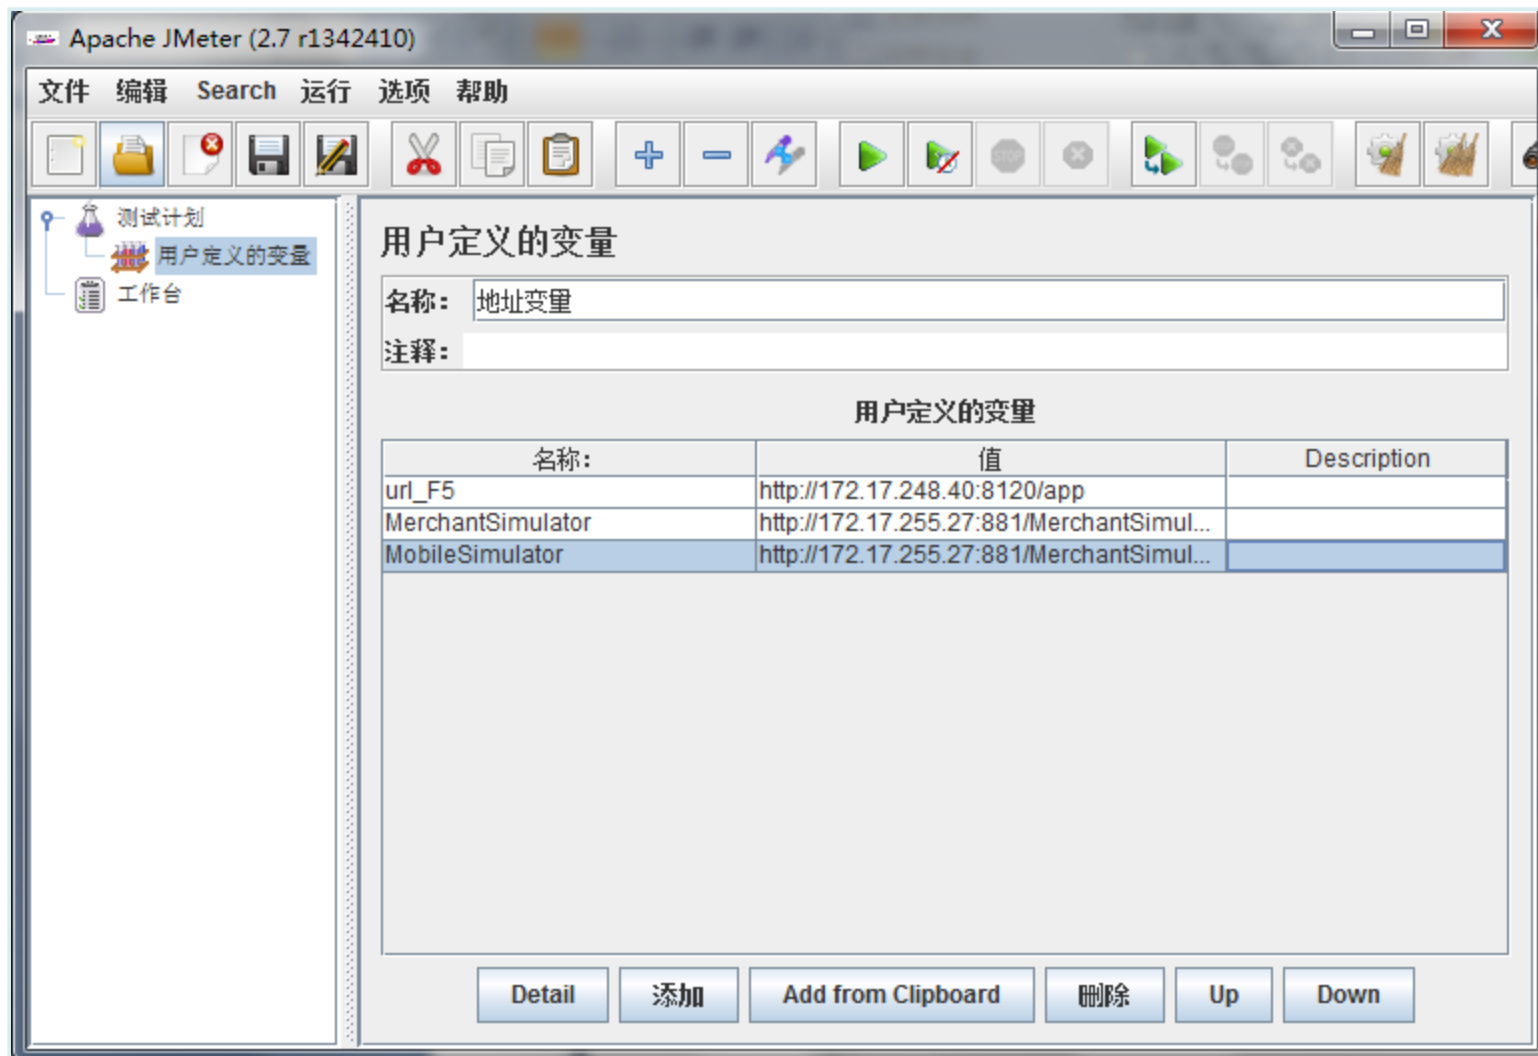 Apache JMeter (2.7 r1342410)
文件 编辑 Search 运行 选项 帮助
STOP
测试计划
用户定义的变量
工作台
用户定义的变量
名称： 地址变量
注释：
用户定义的变量
名称: 值 Description
url_F5 http://172.17.248.40:8120/app
MerchantSimulator http://172.17.255.27:881/MerchantSimul...
MobileSimulator http://172.17.255.27:881/MerchantSimul...
Detail 添加 Add from Clipboard 删除 Up Down